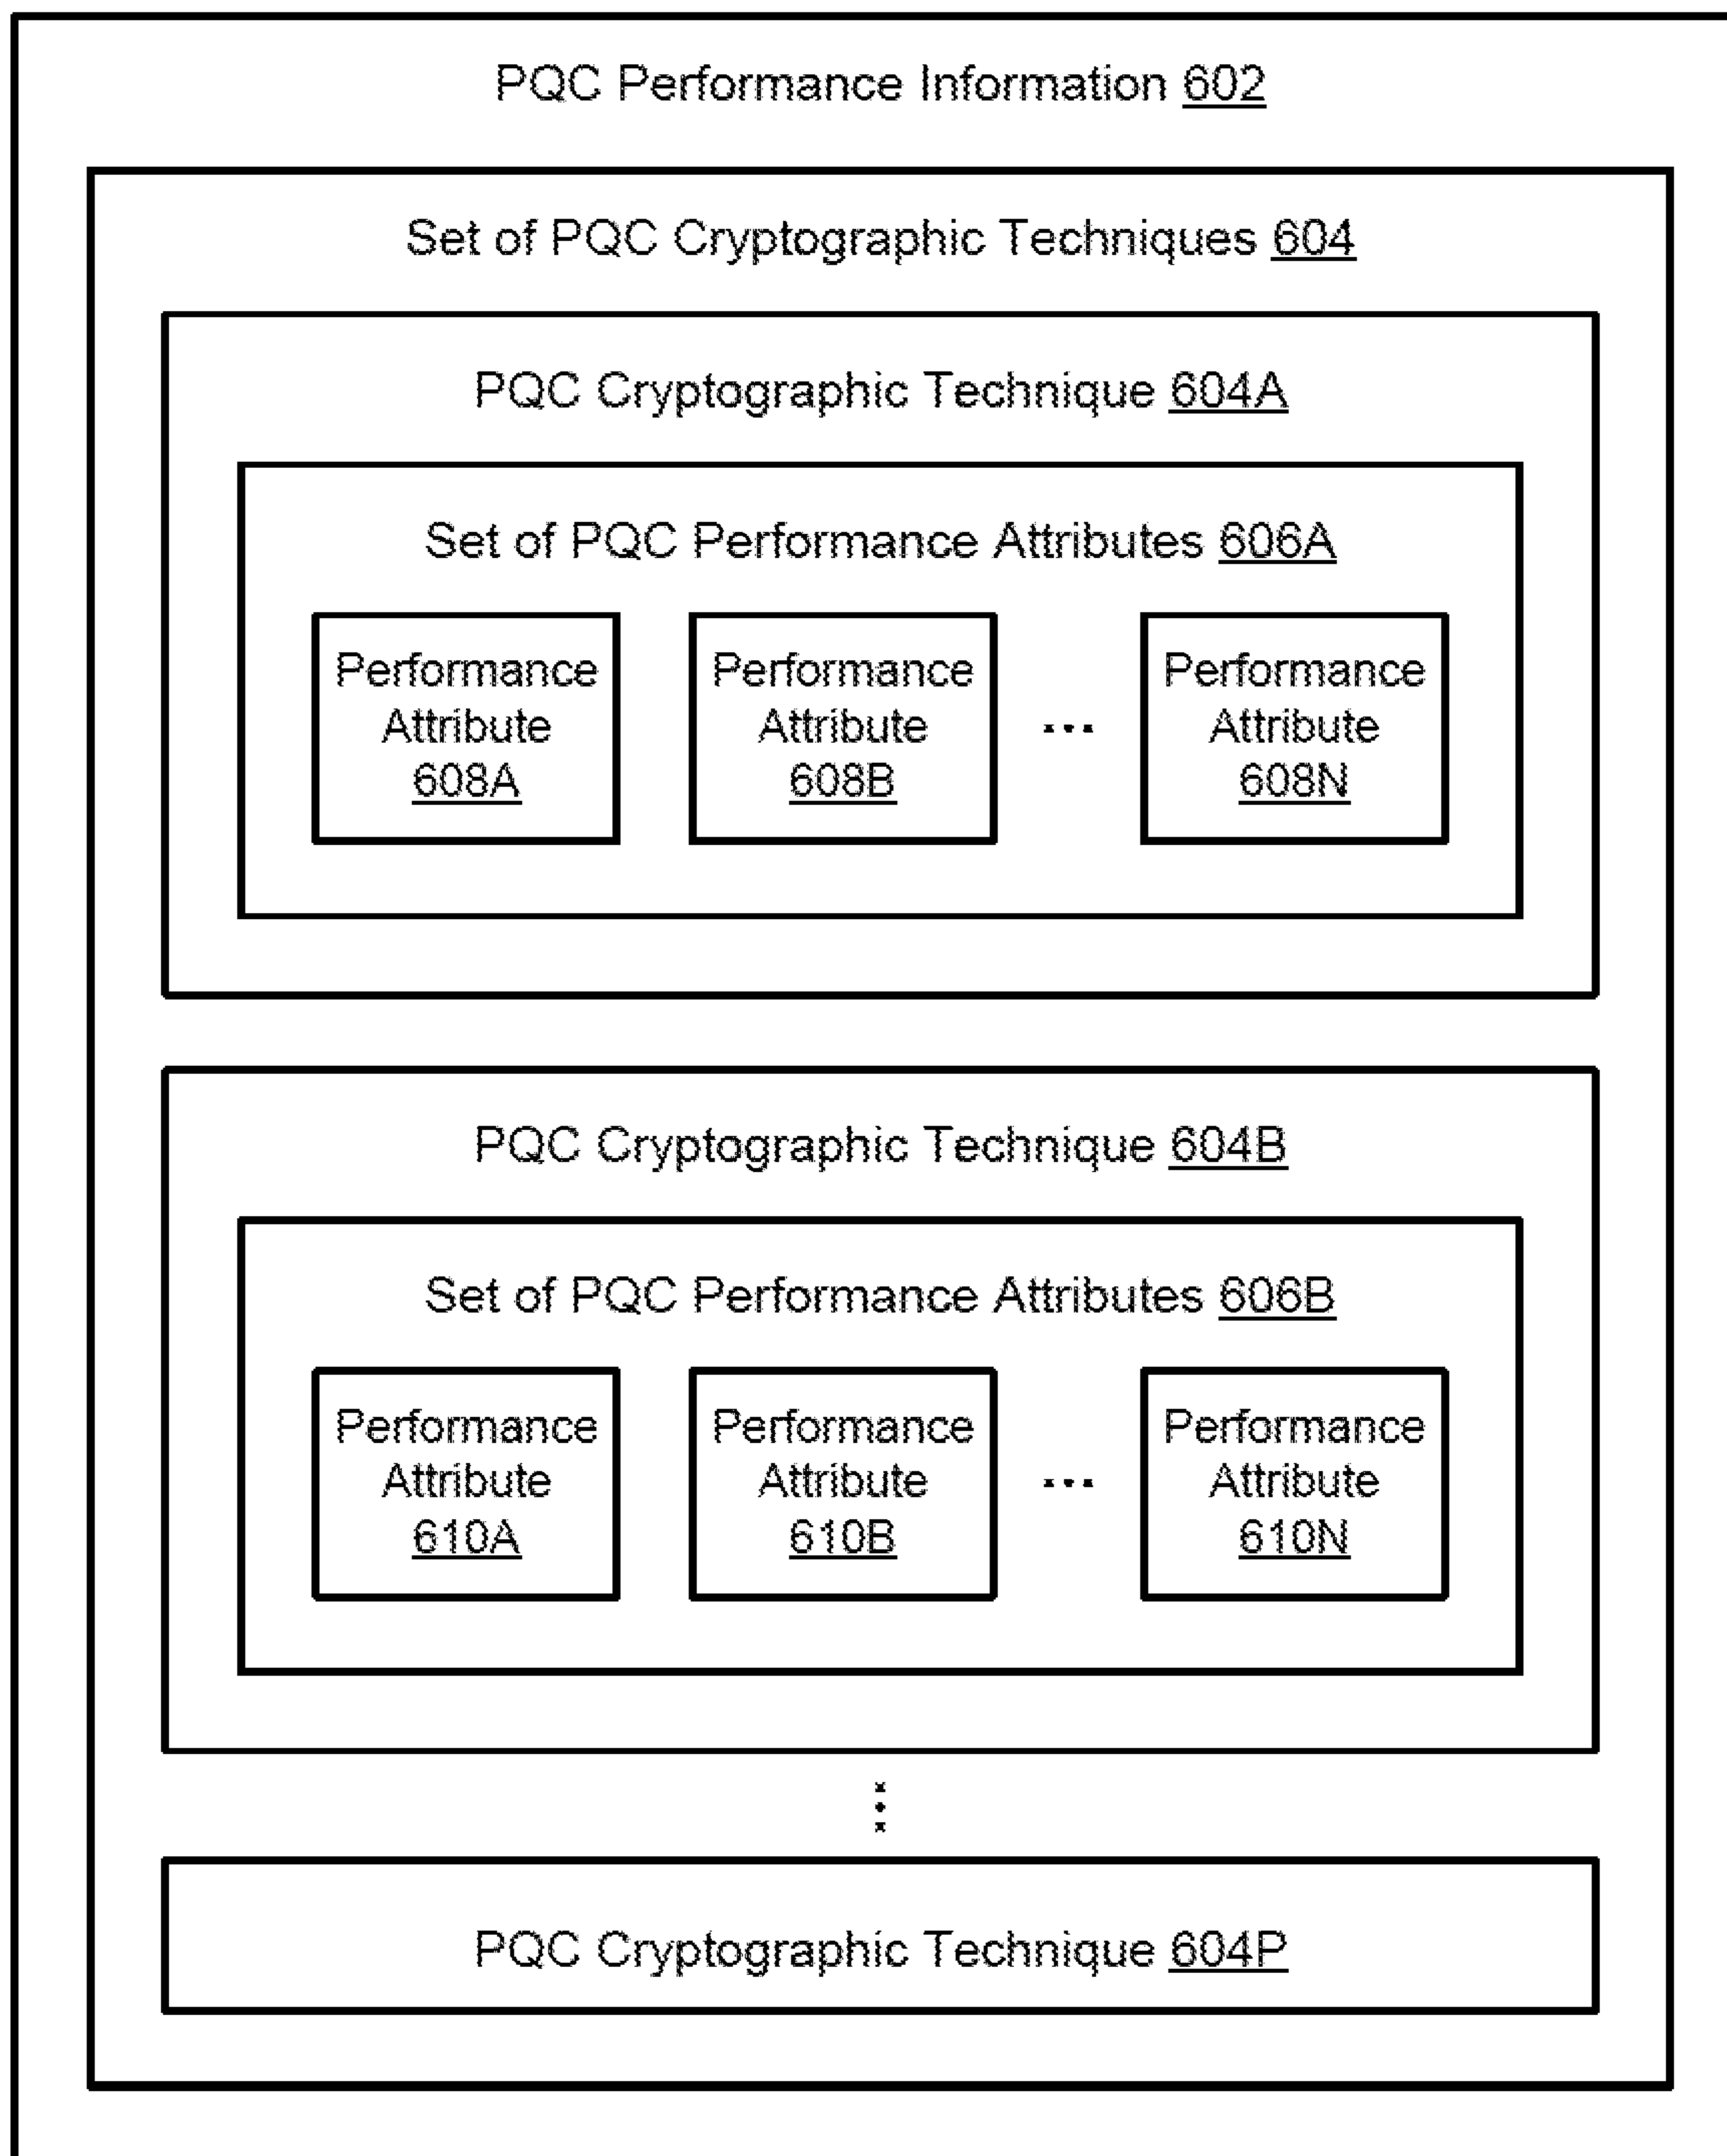 PQC Performance Information 602
Set of PQC Cryptographic Techniques 604
PQC Cryptographic Technique 604A
Set of PQC Performance Attributes 606A
Performance
Attribute
608A
Performance
Attribute
608B
...
Performance
Attribute
608N
PQC Cryptographic Technique 604B
Set of PQC Performance Attributes 606B
Performance
Attribute
610A
Performance
Attribute
610B
...
Performance
Attribute
610N
PQC Cryptographic Technique 604P